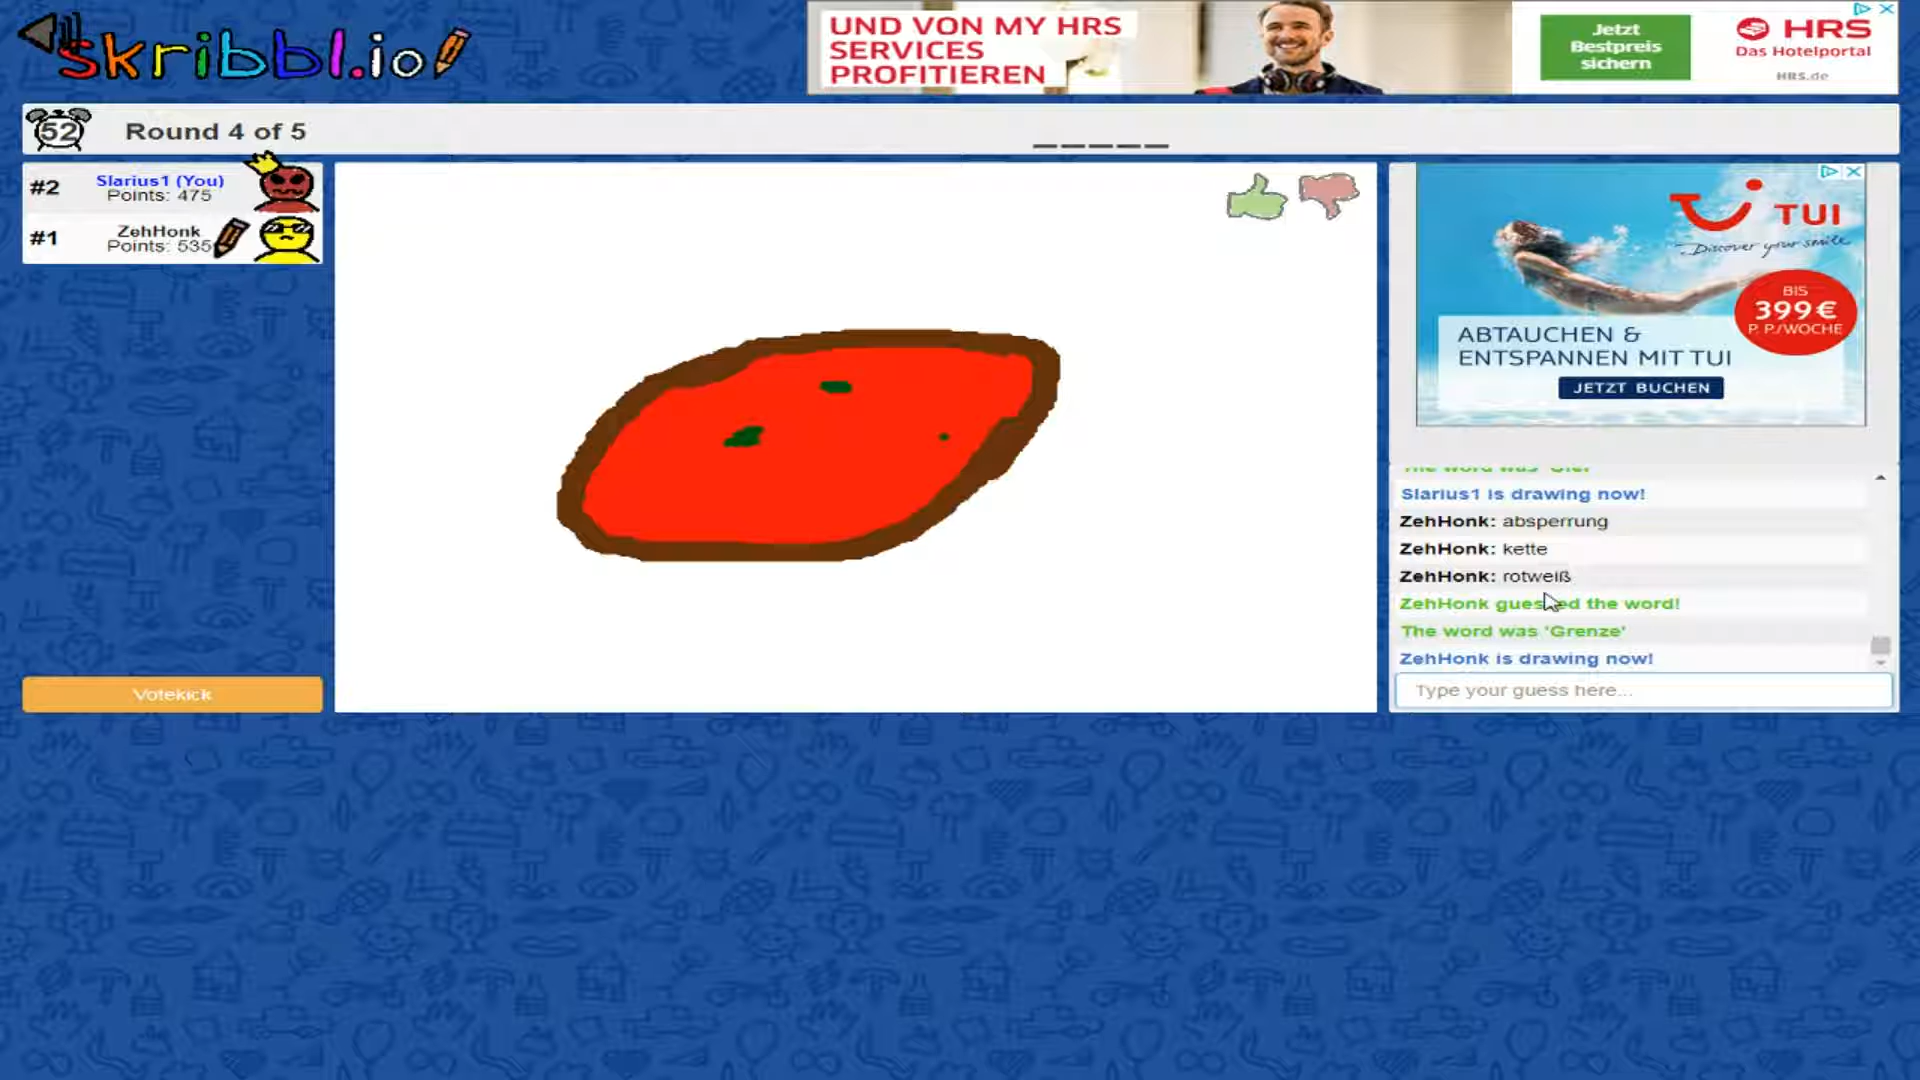 skribbl.io
UND VON MY HRS
SERVICES
PROFITIEREN
Jetzt
Bestpreis
sichern
HRS
Das Hotelportal
HRS.de
52
Round 4 of 5
_ _ _ _ _
#2
Slarius1 (You)
Points: 475
#1
ZehHonk
Points: 535
TUI
Discover your smile
BIS
399€
P. P./WOCHE
ABTAUCHEN &
ENTSPANNEN MIT TUI
JETZT BUCHEN
The word was
Slarius1 is drawing now!
ZehHonk: absperrung
ZehHonk: kette
ZehHonk: rotweiß
ZehHonk guessed the word!
The word was 'Grenze'
ZehHonk is drawing now!
Type your guess here...
Votekick